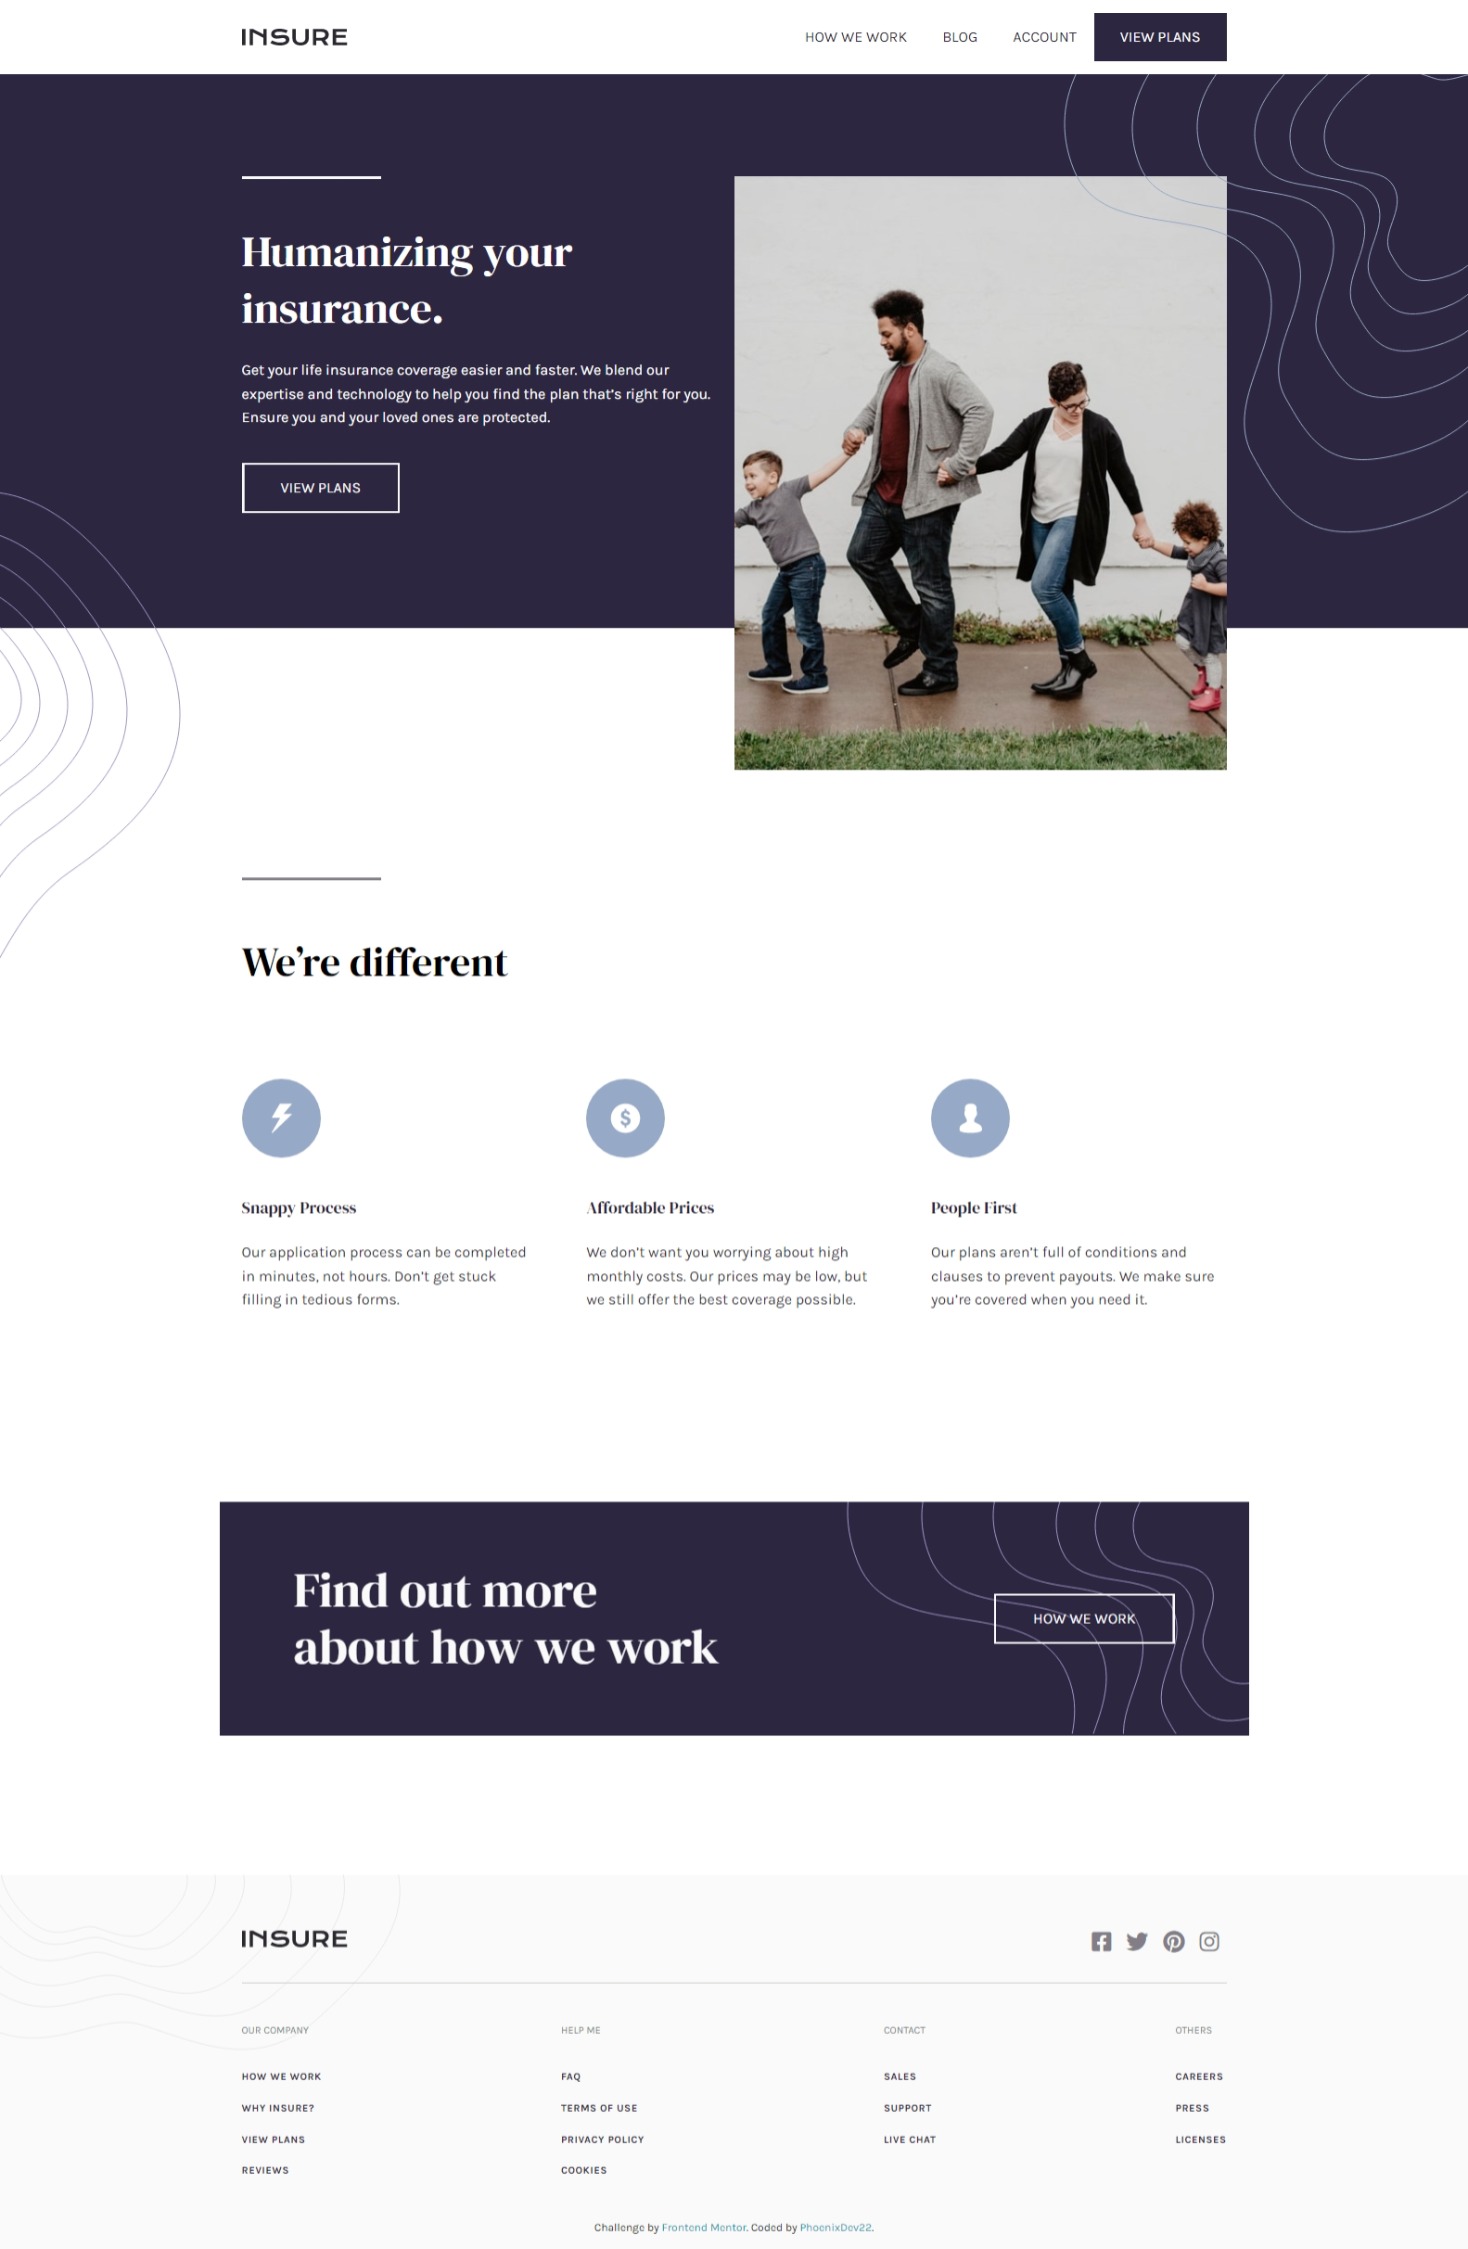 INSURE
HOW WE WORK
BLOG
ACCOUNT
VIEW PLANS
Humanizing your
insurance.
Get your life insurance coverage easier and faster. We blend our
expertise and technology to help you find the plan that’s right for you.
Ensure you and your loved ones are protected.
VIEW PLANS
We’re different
Snappy Process
Our application process can be completed
in minutes, not hours. Don’t get stuck
filling in tedious forms.
Affordable Prices
We don’t want you worrying about high
monthly costs. Our prices may be low, but
we still offer the best coverage possible.
People First
Our plans aren’t full of conditions and
clauses to prevent payouts. We make sure
you’re covered when you need it.
Find out more
about how we work
HOW WE WORK
INSURE
OUR COMPANY
HOW WE WORK
WHY INSURE?
VIEW PLANS
REVIEWS
HELP ME
FAQ
TERMS OF USE
PRIVACY POLICY
COOKIES
CONTACT
SALES
SUPPORT
LIVE CHAT
OTHERS
CAREERS
PRESS
LICENSES
Challenge by Frontend Mentor. Coded by PhoenixDev22.